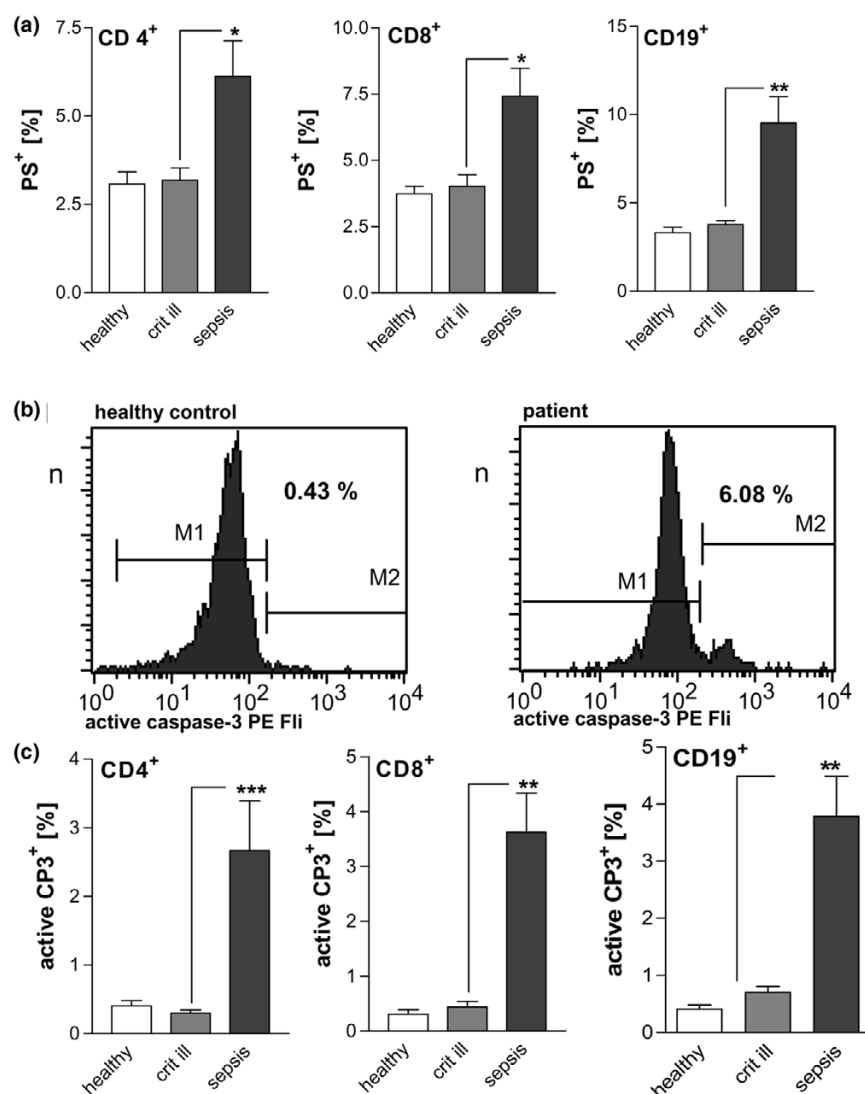 (a)
CD 4+
PS+ [%]
7.5
5.0
2.5
0.0
healthy
crit ill
sepsis
*
CD8+
PS+ [%]
10.0
7.5
5.0
2.5
0.0
healthy
crit ill
sepsis
*
CD19+
PS+ [%]
15
10
5
0
healthy
crit ill
sepsis
**
(b)
healthy control
n
0.43 %
M1
M2
10^0 10^1 10^2 10^3 10^4
active caspase-3 PE Fli
patient
n
6.08 %
M2
M1
10^0 10^1 10^2 10^3 10^4
active caspase-3 PE Fli
(c)
CD4+
active CP3+ [%]
4
3
2
1
0
healthy
crit ill
sepsis
***
CD8+
active CP3+ [%]
5
4
3
2
1
0
healthy
crit ill
sepsis
**
CD19+
active CP3+ [%]
5
4
3
2
1
0
healthy
crit ill
sepsis
**